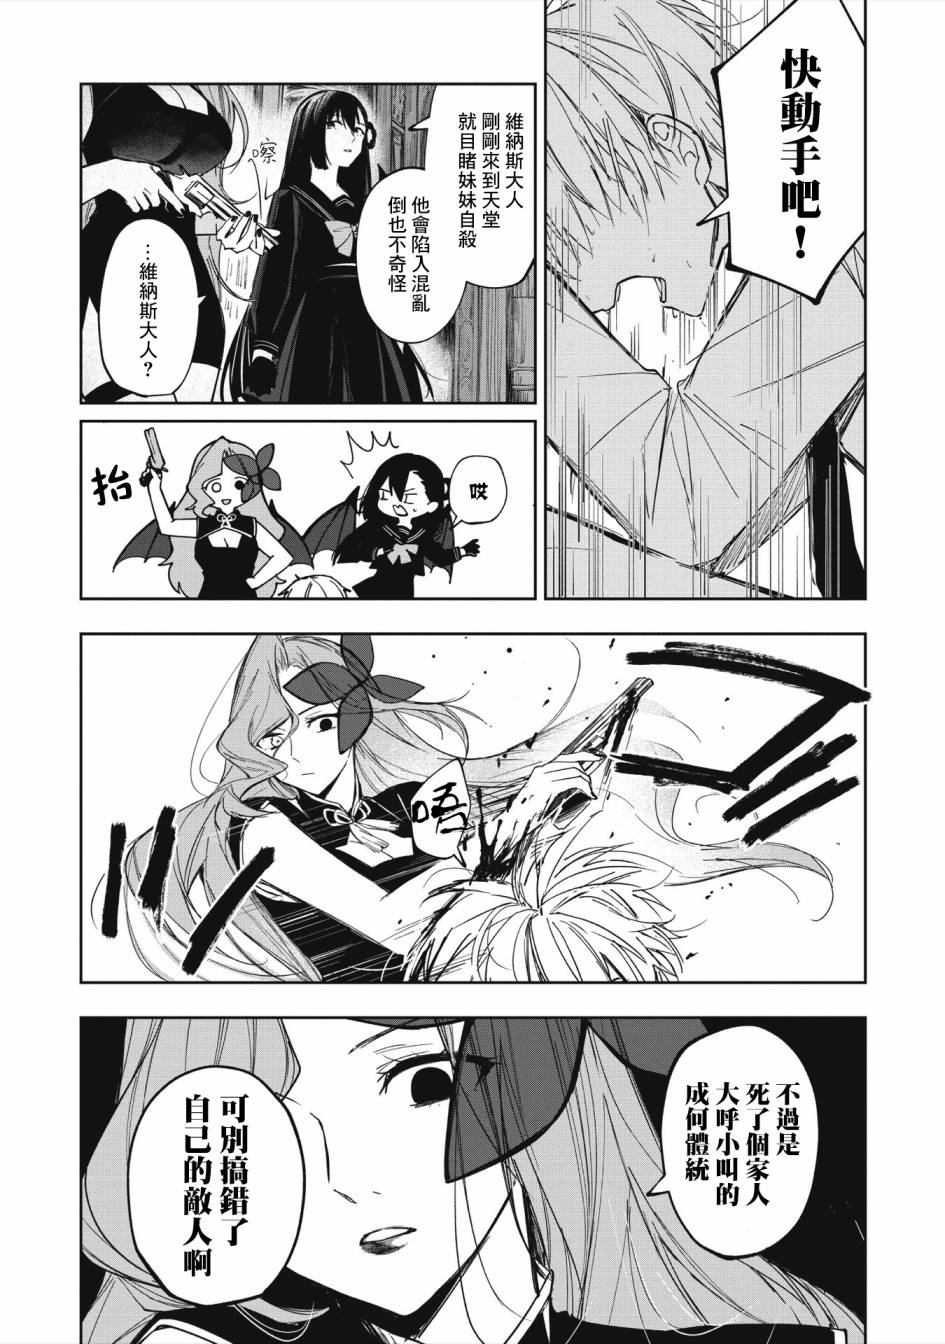 快動手吧！
維納斯大人
剛剛來到天堂
就目睹妹妹自殺
他會陷入混亂
倒也不奇怪
嚓
…維納斯大人？
哎
抬
唔
不過是
死了個家人
大呼小叫的
成何體統
可別搞錯了
自己的敵人啊